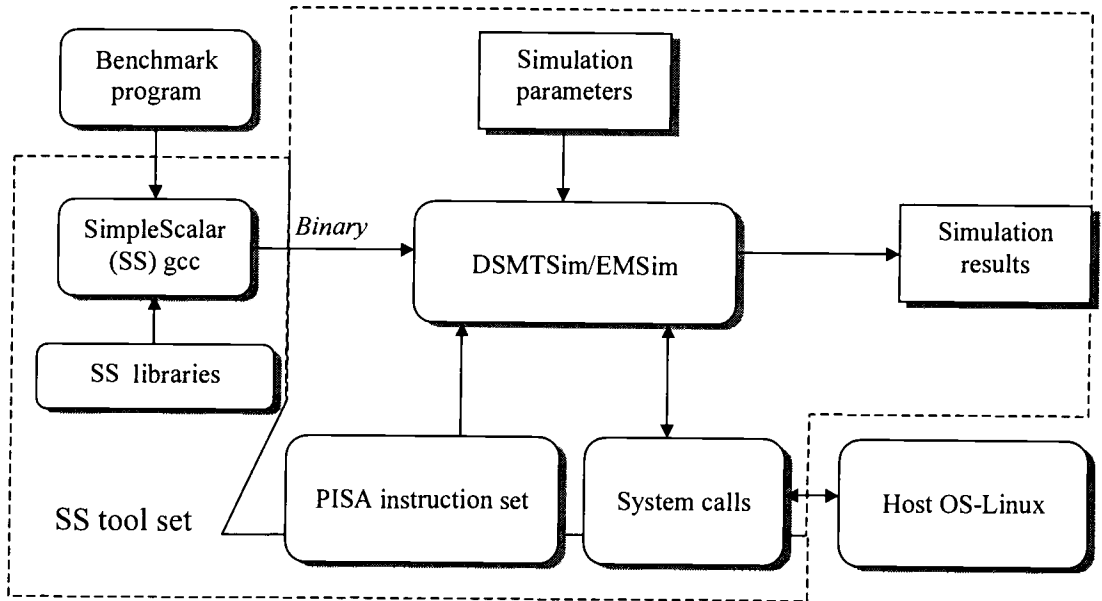 Benchmark
program
Simulation
parameters
SimpleScalar
(SS) gcc
Binary
DSMTSim/EMSim
Simulation
results
SS libraries
PISA instruction set
System calls
Host OS-Linux
SS tool set